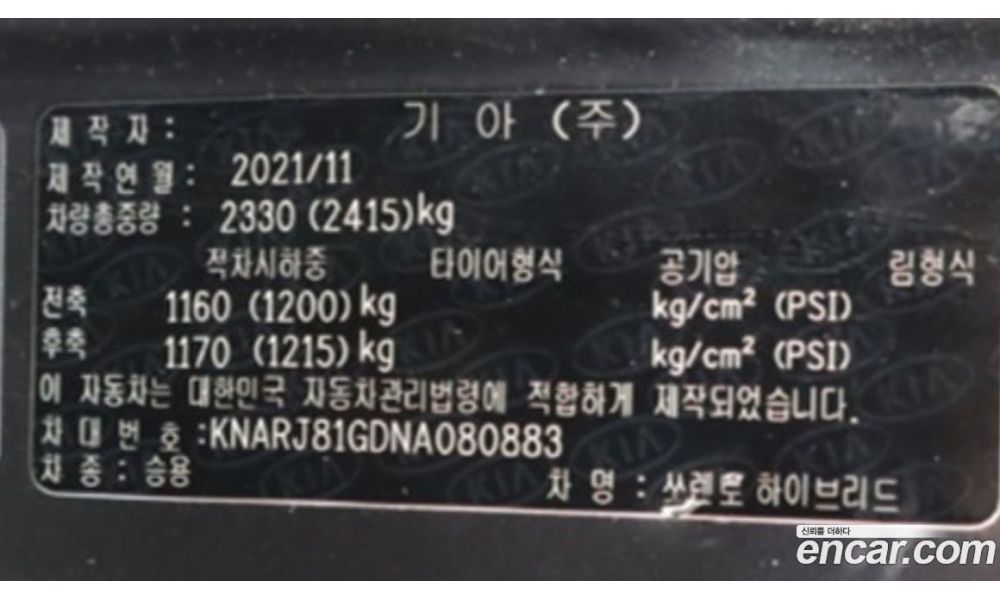 제작자 : 기아 (주)
제작연월 : 2021/11
차량총중량 : 2330 (2415)kg
적차시하중 타이어형식 공기압 림형식
전축 1160 (1200) kg kg/cm² (PSI)
후축 1170 (1215) kg kg/cm² (PSI)
이 자동차는 대한민국 자동차관리법령에 적합하게 제작되었습니다.
차대번호 :KNARJ81GDNA080883
차종 : 승용 차명 : 쏘렌토 하이브리드
신뢰를 더하다
encar.com